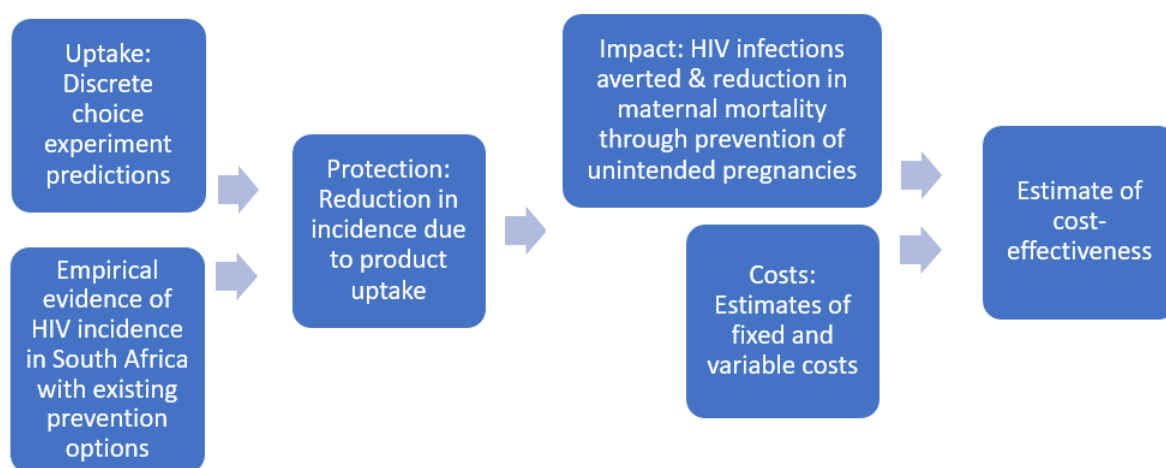 Uptake:
Discrete
choice
experiment
predictions
Empirical
evidence of
HIV incidence
in South Africa
with existing
prevention
options
Protection:
Reduction in
incidence due
to product
uptake
Impact: HIV infections
averted & reduction in
maternal mortality
through prevention of
unintended pregnancies
Costs:
Estimates of
fixed and
variable costs
Estimate of
cost-
effectiveness